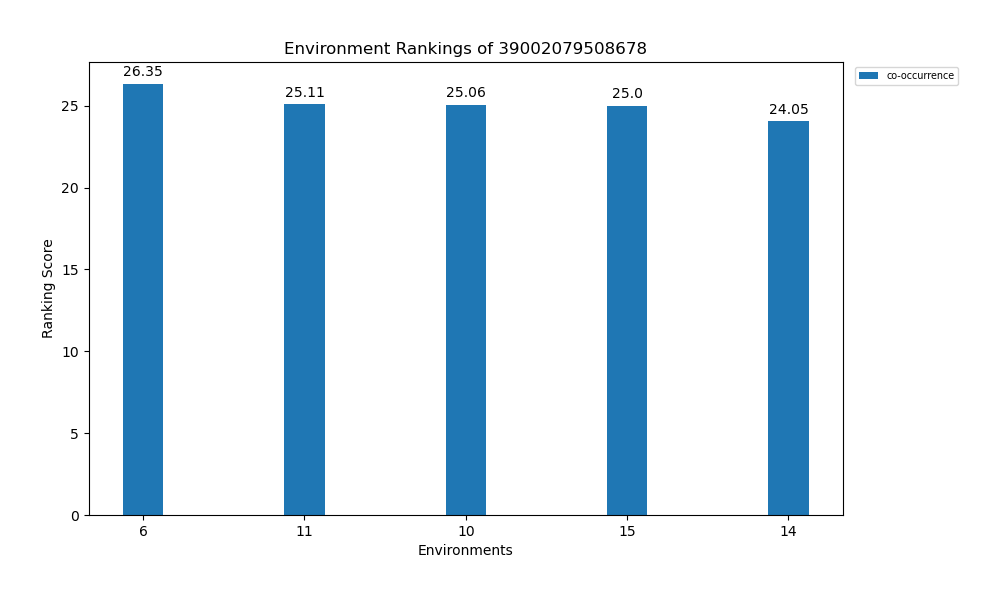 Environment Rankings of 39002079508678
co-occurrence
26.35
25.11
25.06
25.0
24.05
25
20
15
10
5
0
Ranking Score
6 11 10 15 14
Environments